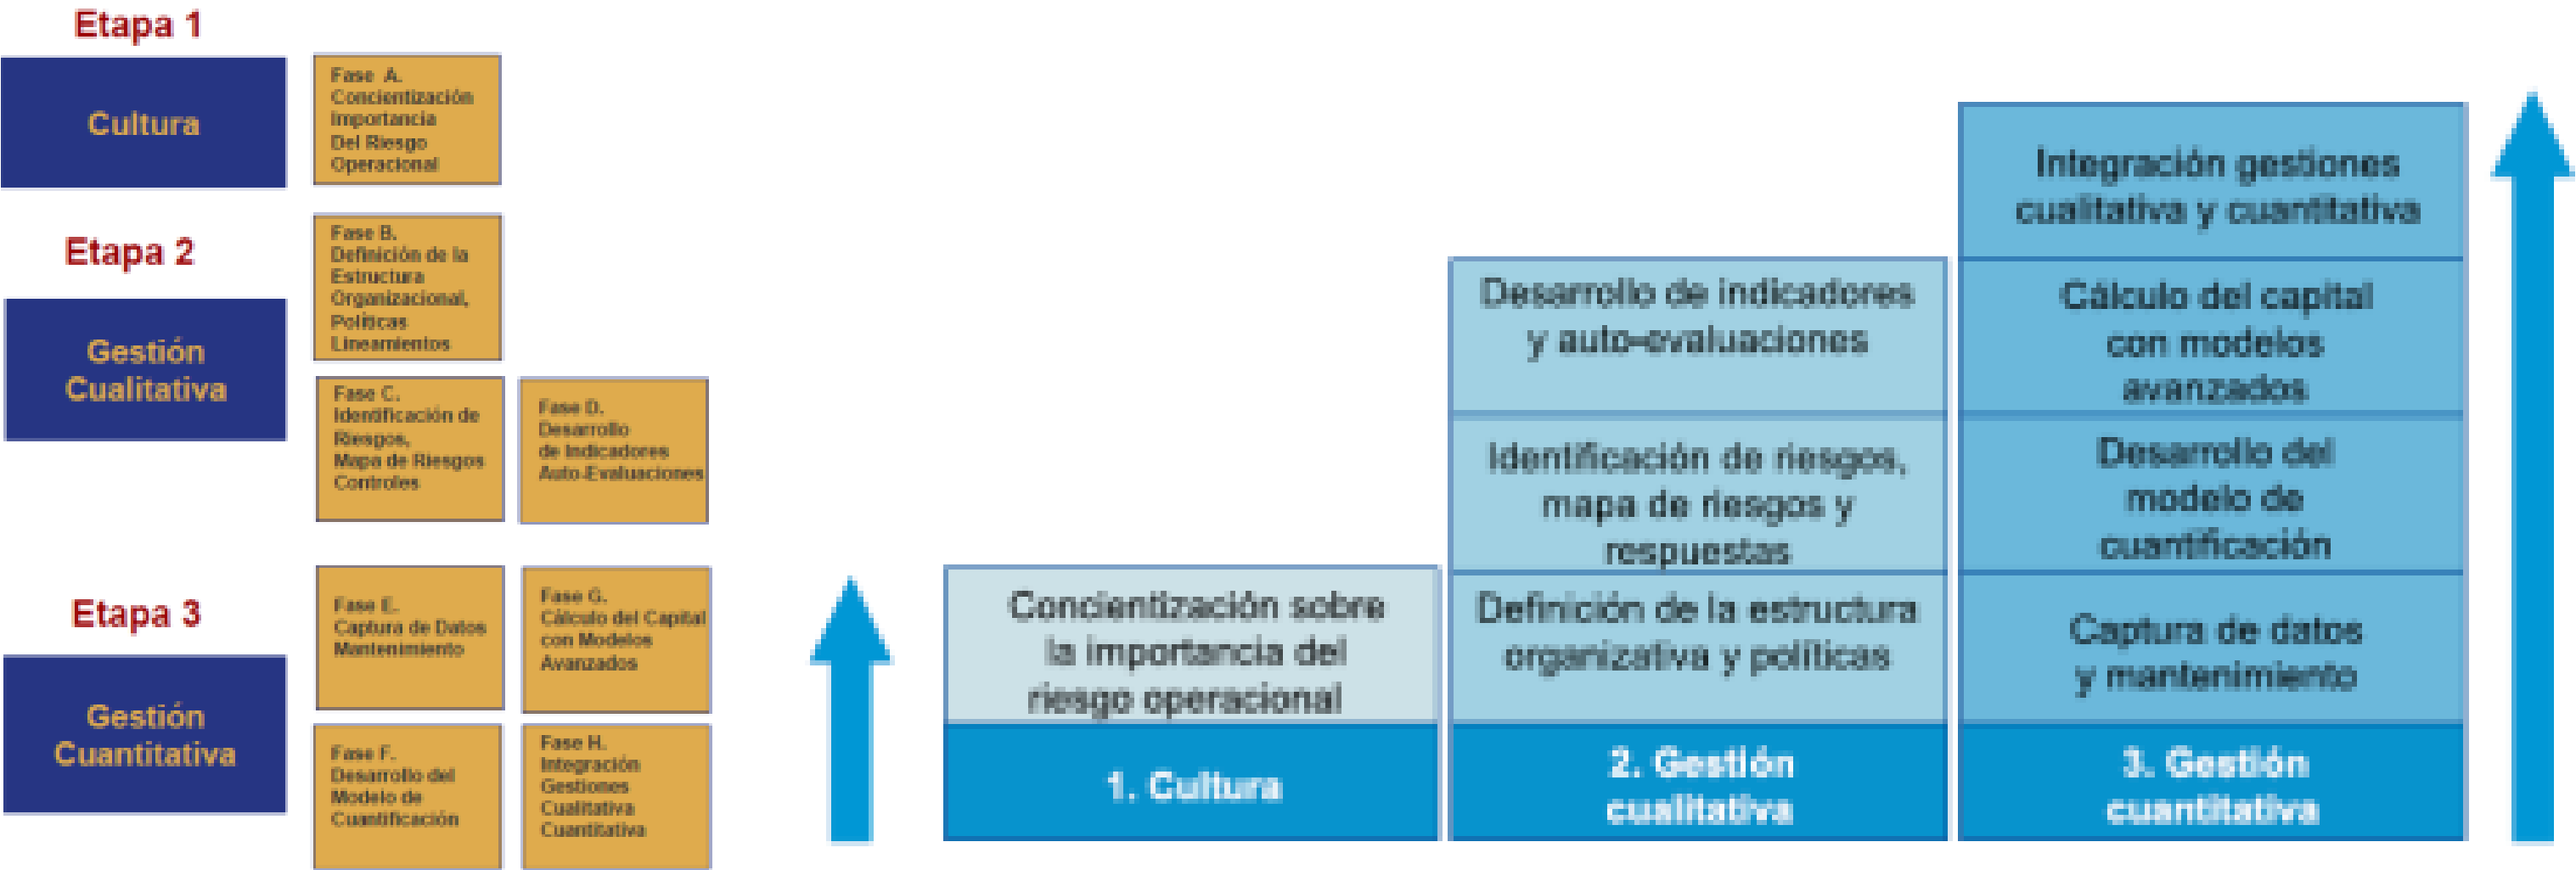 Etapa 1
Cultura
Fase A.
Concientización
Importancia
Del Riesgo
Operacional
Etapa 2
Gestión
Cualitativa
Fase B.
Definición de la
Estructura
Organizacional,
Políticas
Lineamientos
Fase C.
Identificación de
Riesgos,
Mapa de Riesgos
Controles
Fase D.
Desarrollo
de Indicadores
Auto-Evaluaciones
Etapa 3
Gestión
Cuantitativa
Fase E.
Captura de Datos
Mantenimiento
Fase G.
Cálculo del Capital
con Modelos
Avanzados
Fase F.
Desarrollo del
Modelo de
Cuantificación
Fase H.
Integración
Gestiones
Cualitativa
Cuantitativa
Concientización sobre
la importancia del
riesgo operacional
1. Cultura
Desarrollo de indicadores
y auto-evaluaciones
Identificación de riesgos,
mapa de riesgos y
respuestas
Definición de la estructura
organizativa y políticas
2. Gestión
cualitativa
Integración gestiones
cualitativa y cuantitativa
Cálculo del capital
con modelos
avanzados
Desarrollo del
modelo de
cuantificación
Captura de datos
y mantenimiento
3. Gestión
cuantitativa